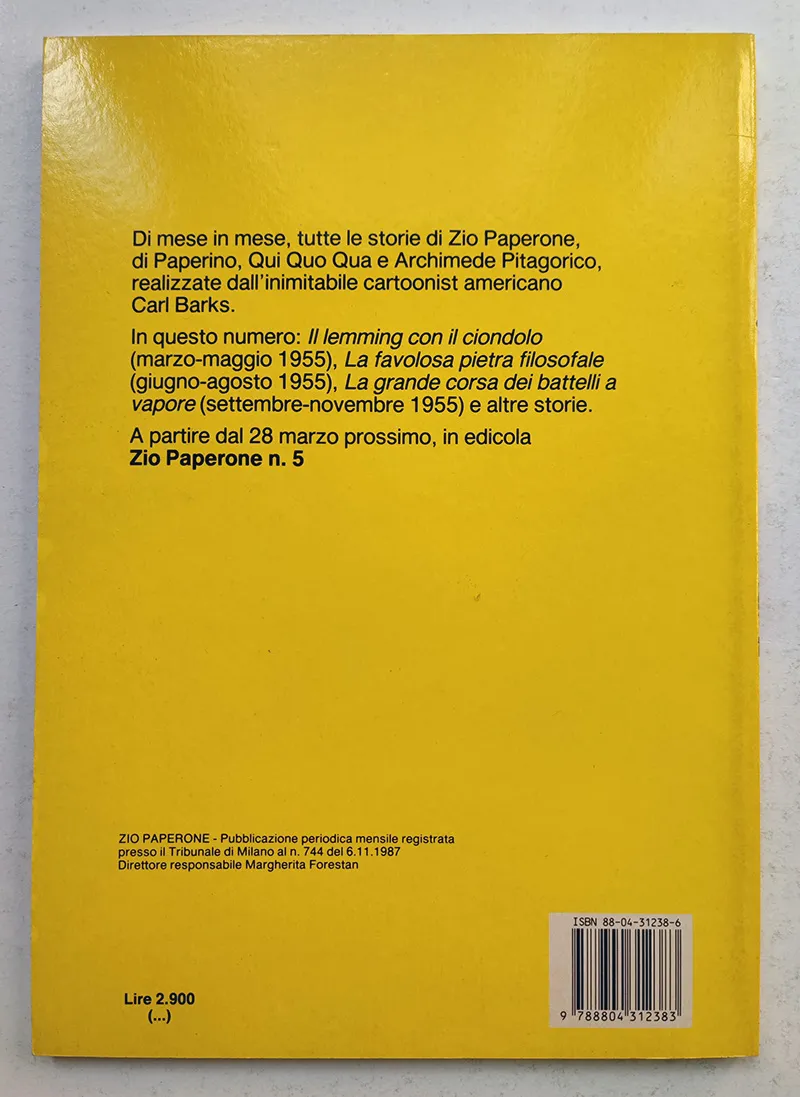 Di mese in mese, tutte le storie di Zio Paperone,
di Paperino, Qui Quo Qua e Archimede Pitagorico,
realizzate dall'inimitabile cartoonist americano
Carl Barks.
In questo numero: Il lemming con il ciondolo
(marzo-maggio 1955), La favolosa pietra filosofale
(giugno-agosto 1955), La grande corsa dei battelli a
vapore (settembre-novembre 1955) e altre storie.
A partire dal 28 marzo prossimo, in edicola
Zio Paperone n. 5
ZIO PAPERONE - Pubblicazione periodica mensile registrata
presso il Tribunale di Milano al n. 744 del 6.11.1987
Direttore responsabile Margherita Forestan
ISBN 88-04-31238-6
9 788804 312383
Lire 2.900
(...)